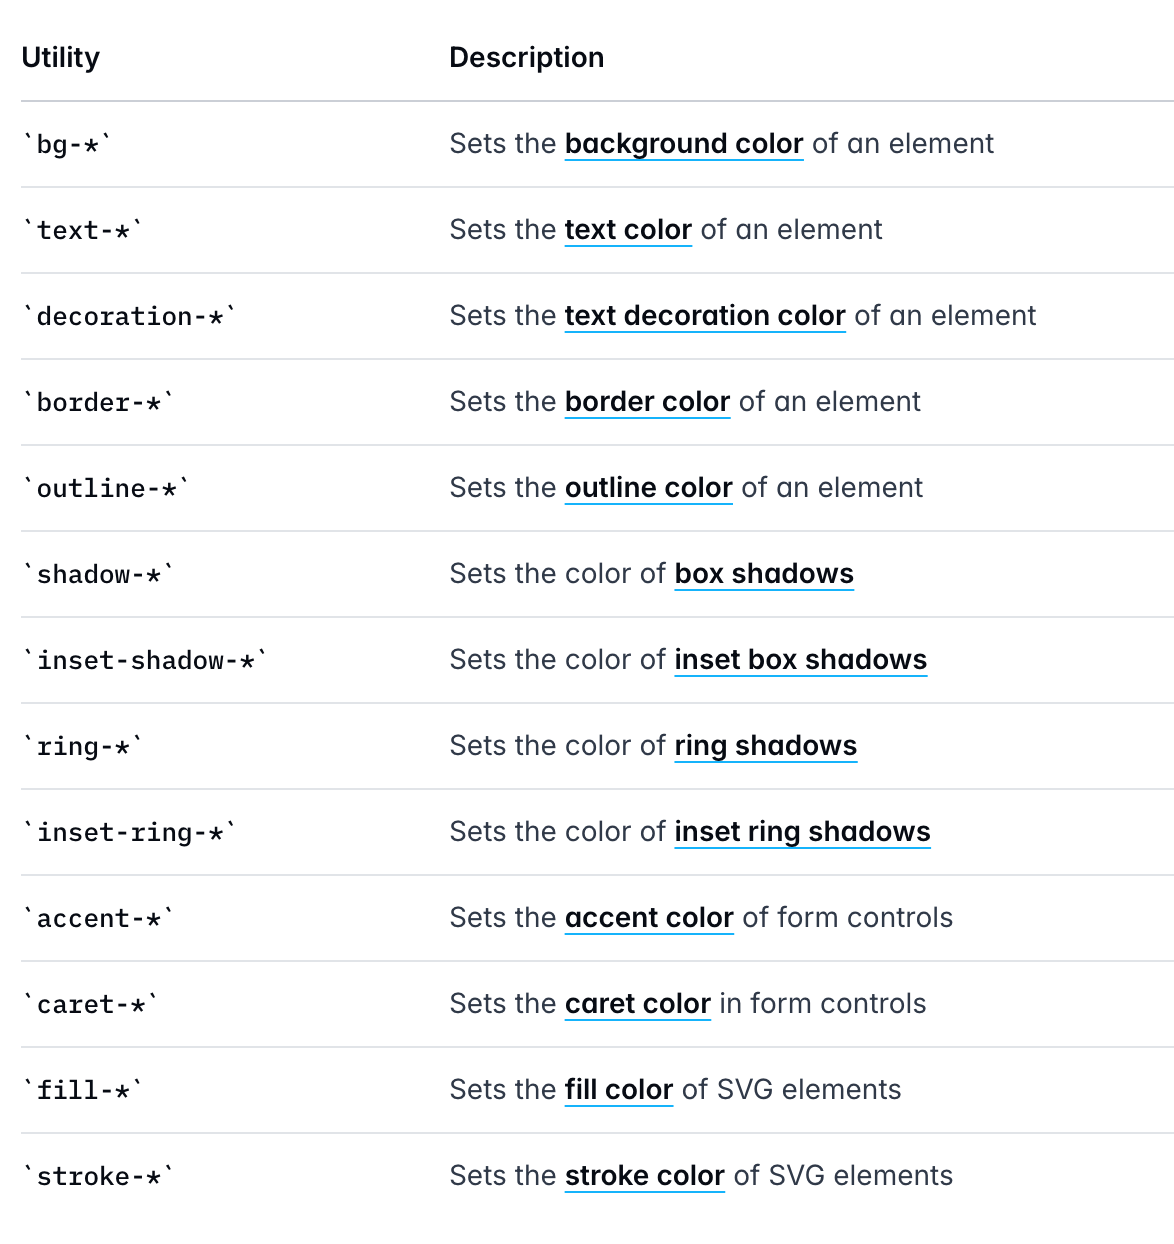 Utility Description
`bg-*` Sets the background color of an element
`text-*` Sets the text color of an element
`decoration-*` Sets the text decoration color of an element
`border-*` Sets the border color of an element
`outline-*` Sets the outline color of an element
`shadow-*` Sets the color of box shadows
`inset-shadow-*` Sets the color of inset box shadows
`ring-*` Sets the color of ring shadows
`inset-ring-*` Sets the color of inset ring shadows
`accent-*` Sets the accent color of form controls
`caret-*` Sets the caret color in form controls
`fill-*` Sets the fill color of SVG elements
`stroke-*` Sets the stroke color of SVG elements